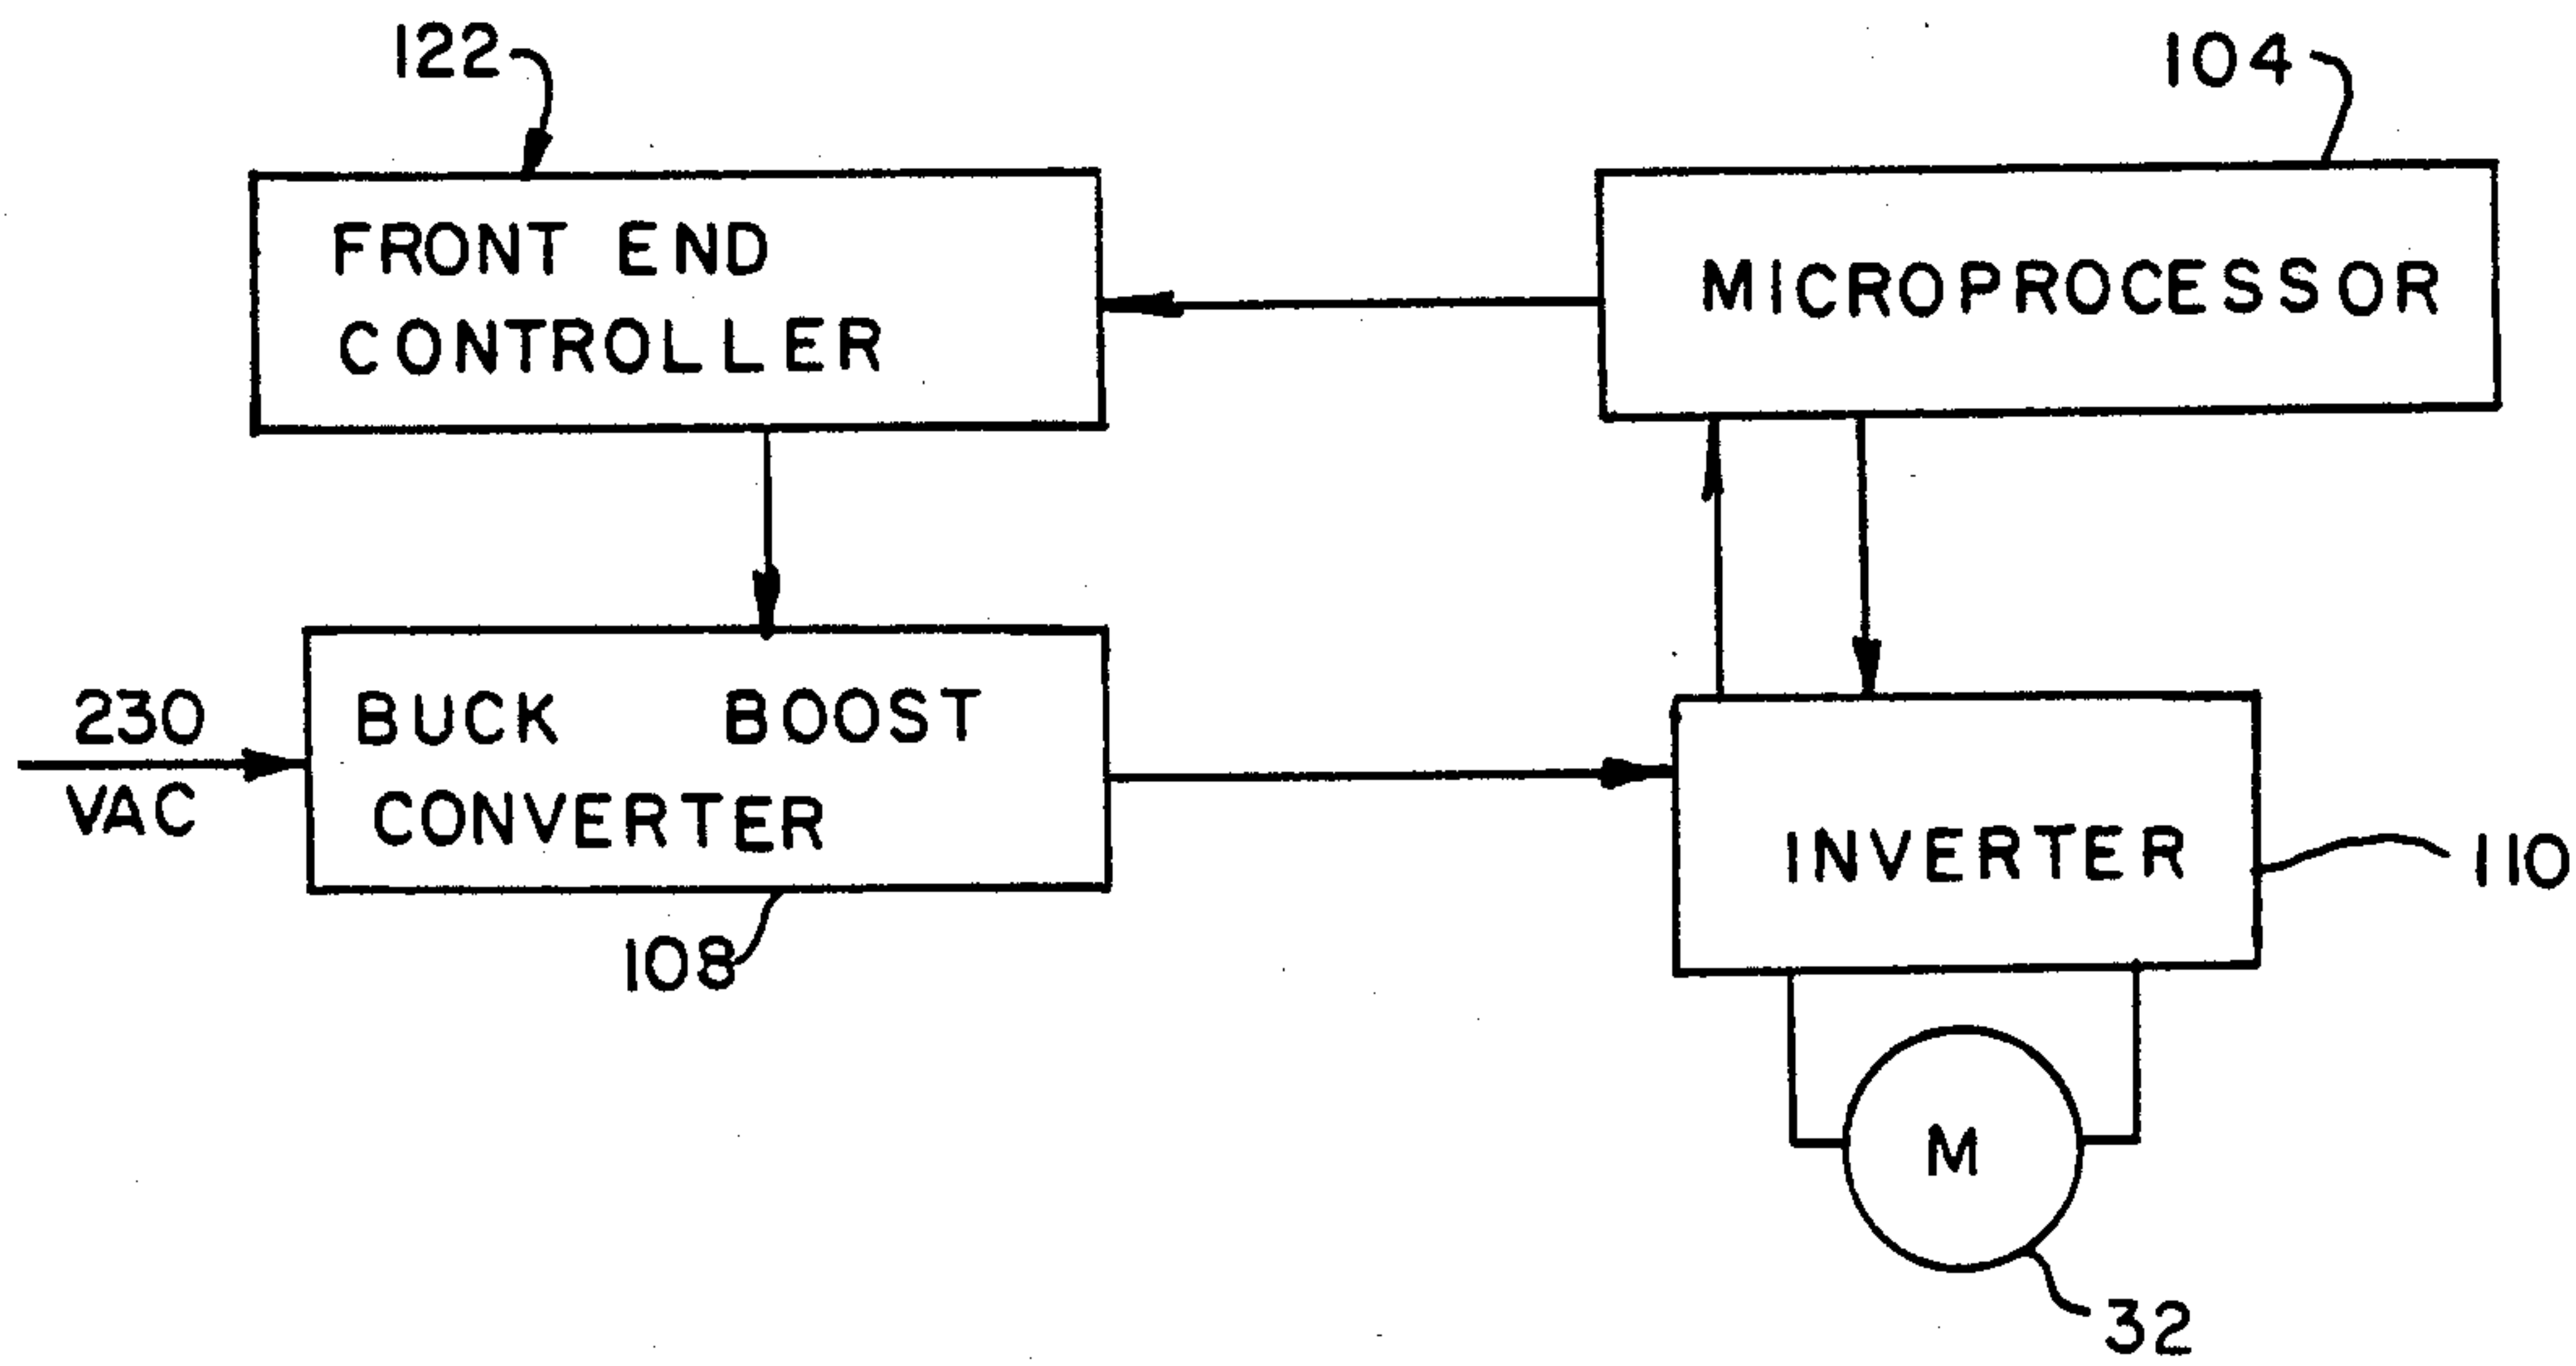 122
104
FRONT END
CONTROLLER
MICROPROCESSOR
230
VAC
BUCK BOOST
CONVERTER
108
INVERTER
110
M
32